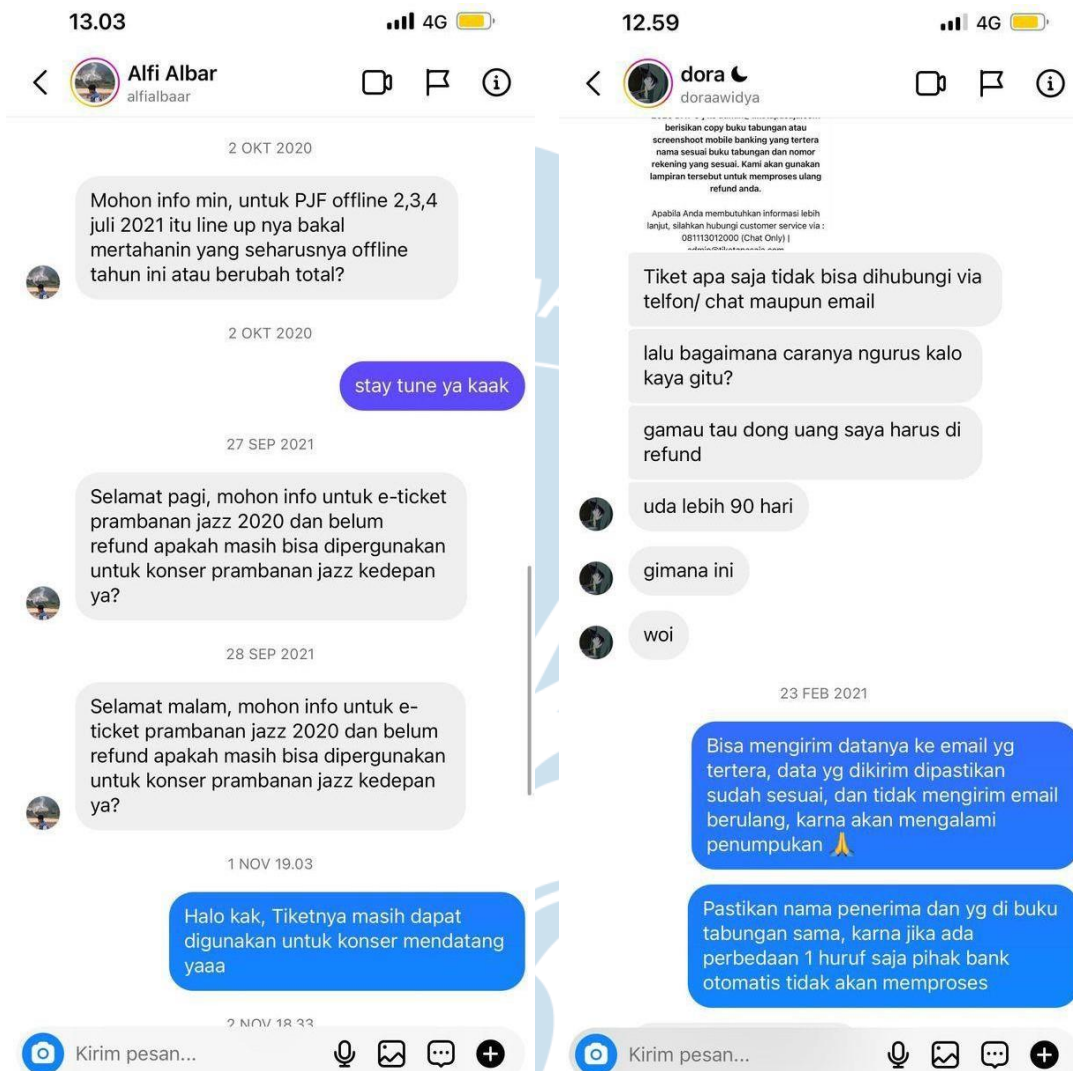 13.03
4G
Alfi Albar
alfialbaar
2 OKT 2020
Mohon info min, untuk PJF offline 2,3,4
juli 2021 itu line up nya bakal
mertahanin yang seharusnya offline
tahun ini atau berubah total?
2 OKT 2020
stay tune ya kaak
27 SEP 2021
Selamat pagi, mohon info untuk e-ticket
prambanan jazz 2020 dan belum
refund apakah masih bisa dipergunakan
untuk konser prambanan jazz kedepan
ya?
28 SEP 2021
Selamat malam, mohon info untuk e-
ticket prambanan jazz 2020 dan belum
refund apakah masih bisa dipergunakan
untuk konser prambanan jazz kedepan
ya?
1 NOV 19.03
Halo kak, Tiketnya masih dapat
digunakan untuk konser mendatang
yaaa
2 NOV 18.33
Kirim pesan...
12.59
4G
dora
doraawidya
berisikan copy buku tabungan atau
screenshoot mobile banking yang tertera
nama sesuai buku tabungan dan nomor
rekening yang sesuai. Kami akan gunakan
lampiran tersebut untuk memproses ulang
refund anda.
Apabila Anda membutuhkan informasi lebih
lanjut, silahkan hubungi customer service via :
081113012000 (Chat Only) |
Tiket apa saja tidak bisa dihubungi via
telfon/ chat maupun email
lalu bagaimana caranya ngurus kalo
kaya gitu?
gamau tau dong uang saya harus di
refund
uda lebih 90 hari
gimana ini
woi
23 FEB 2021
Bisa mengirim datanya ke email yg
tertera, data yg dikirim dipastikan
sudah sesuai, dan tidak mengirim email
berulang, karna akan mengalami
penumpukan 🙏
Pastikan nama penerima dan yg di buku
tabungan sama, karna jika ada
perbedaan 1 huruf saja pihak bank
otomatis tidak akan memproses
Kirim pesan...